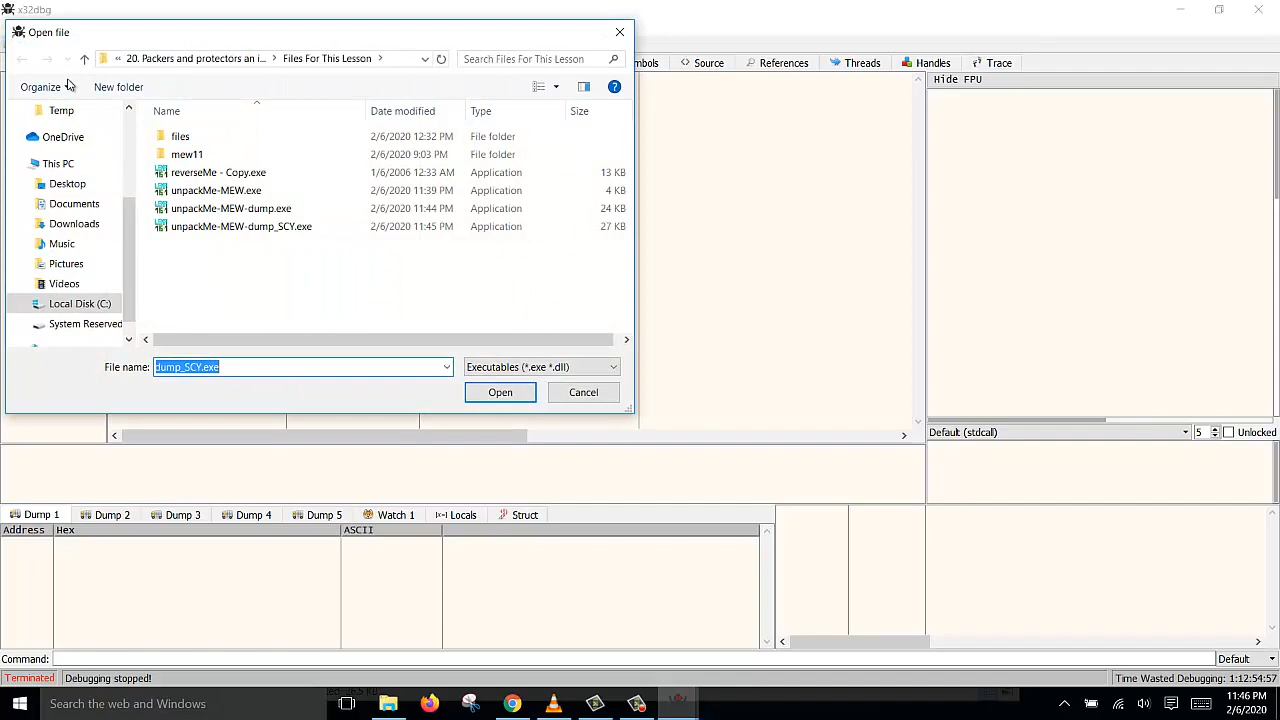 x32dbg
Open file
« 20. Packers and protectors an i... > Files For This Lesson >
Search Files For This Lesson
Organize
New folder
Source
References
Threads
Handles
Trace
Hide FPU
Name
Date modified
Type
Size
Temp
files
2/6/2020 12:32 PM
File folder
OneDrive
mew11
2/6/2020 9:03 PM
File folder
This PC
reverseMe - Copy.exe
1/6/2006 12:33 AM
Application
13 KB
Desktop
unpackMe-MEW.exe
2/6/2020 11:39 PM
Application
4 KB
Documents
unpackMe-MEW-dump.exe
2/6/2020 11:44 PM
Application
24 KB
Downloads
unpackMe-MEW-dump_SCY.exe
2/6/2020 11:45 PM
Application
27 KB
Music
Pictures
Videos
Local Disk (C:)
System Reserved
File name:
dump_SCY.exe
Executables (*.exe *.dll)
Open
Cancel
Default (stdcall)
5
Unlocked
Dump 1
Dump 2
Dump 3
Dump 4
Dump 5
Watch 1
Locals
Struct
Address
Hex
ASCII
Command:
Default
Terminated
Debugging stopped!
Time Wasted Debugging: 1:12:54:57
Search the web and Windows
11:46 PM
2/6/2020